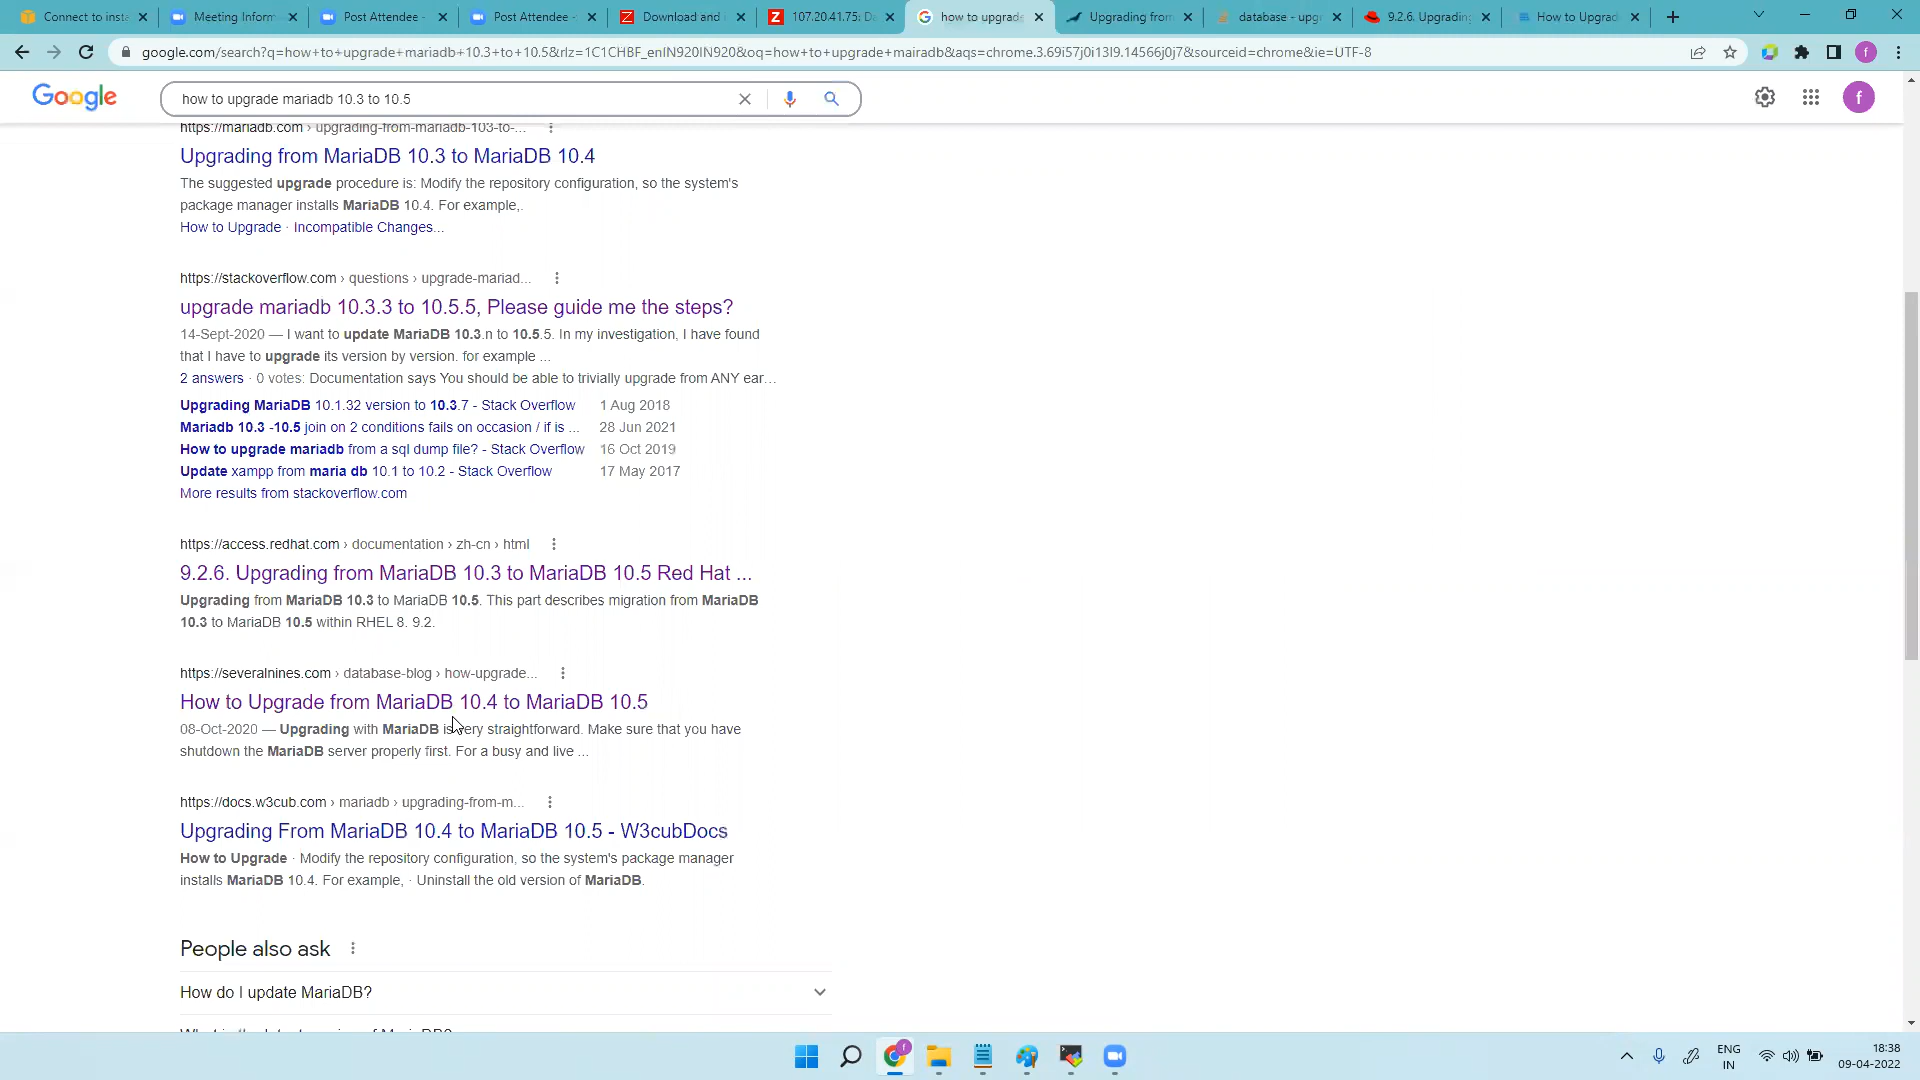 Connect to insta
Meeting Inform
Post Attendee -
Post Attendee -
Download and
107.20.41.75: Da
how to upgrade
Upgrading from
database - upgr
9.2.6. Upgrading
How to Upgrad
google.com/search?q=how+to+upgrade+mariadb+10.3+to+10.5&rlz=1C1CHBF_enIN920IN920&oq=how+to+upgrade+mairadb&aqs=chrome.3.69i57j0i13l9.14566j0j7&sourceid=chrome&ie=UTF-8
f
Google
how to upgrade mariadb 10.3 to 10.5
f
https://mariadb.com › upgrading-from-mariadb-103-to-...
Upgrading from MariaDB 10.3 to MariaDB 10.4
The suggested upgrade procedure is: Modify the repository configuration, so the system's
package manager installs MariaDB 10.4. For example,.
How to Upgrade · Incompatible Changes...
https://stackoverflow.com › questions › upgrade-mariad...
upgrade mariadb 10.3.3 to 10.5.5, Please guide me the steps?
14-Sept-2020 — I want to update MariaDB 10.3.n to 10.5.5. In my investigation, I have found
that I have to upgrade its version by version. for example ...
2 answers · 0 votes: Documentation says You should be able to trivially upgrade from ANY ear...
Upgrading MariaDB 10.1.32 version to 10.3.7 - Stack Overflow 1 Aug 2018
Mariadb 10.3 -10.5 join on 2 conditions fails on occasion / if is ... 28 Jun 2021
How to upgrade mariadb from a sql dump file? - Stack Overflow 16 Oct 2019
Update xampp from maria db 10.1 to 10.2 - Stack Overflow 17 May 2017
More results from stackoverflow.com
https://access.redhat.com › documentation › zh-cn › html
9.2.6. Upgrading from MariaDB 10.3 to MariaDB 10.5 Red Hat ...
Upgrading from MariaDB 10.3 to MariaDB 10.5. This part describes migration from MariaDB
10.3 to MariaDB 10.5 within RHEL 8. 9.2.
https://severalnines.com › database-blog › how-upgrade...
How to Upgrade from MariaDB 10.4 to MariaDB 10.5
08-Oct-2020 — Upgrading with MariaDB is very straightforward. Make sure that you have
shutdown the MariaDB server properly first. For a busy and live ...
https://docs.w3cub.com › mariadb › upgrading-from-m...
Upgrading From MariaDB 10.4 to MariaDB 10.5 - W3cubDocs
How to Upgrade · Modify the repository configuration, so the system's package manager
installs MariaDB 10.4. For example, · Uninstall the old version of MariaDB.
People also ask
How do I update MariaDB?
ENG
IN
18:38
09-04-2022